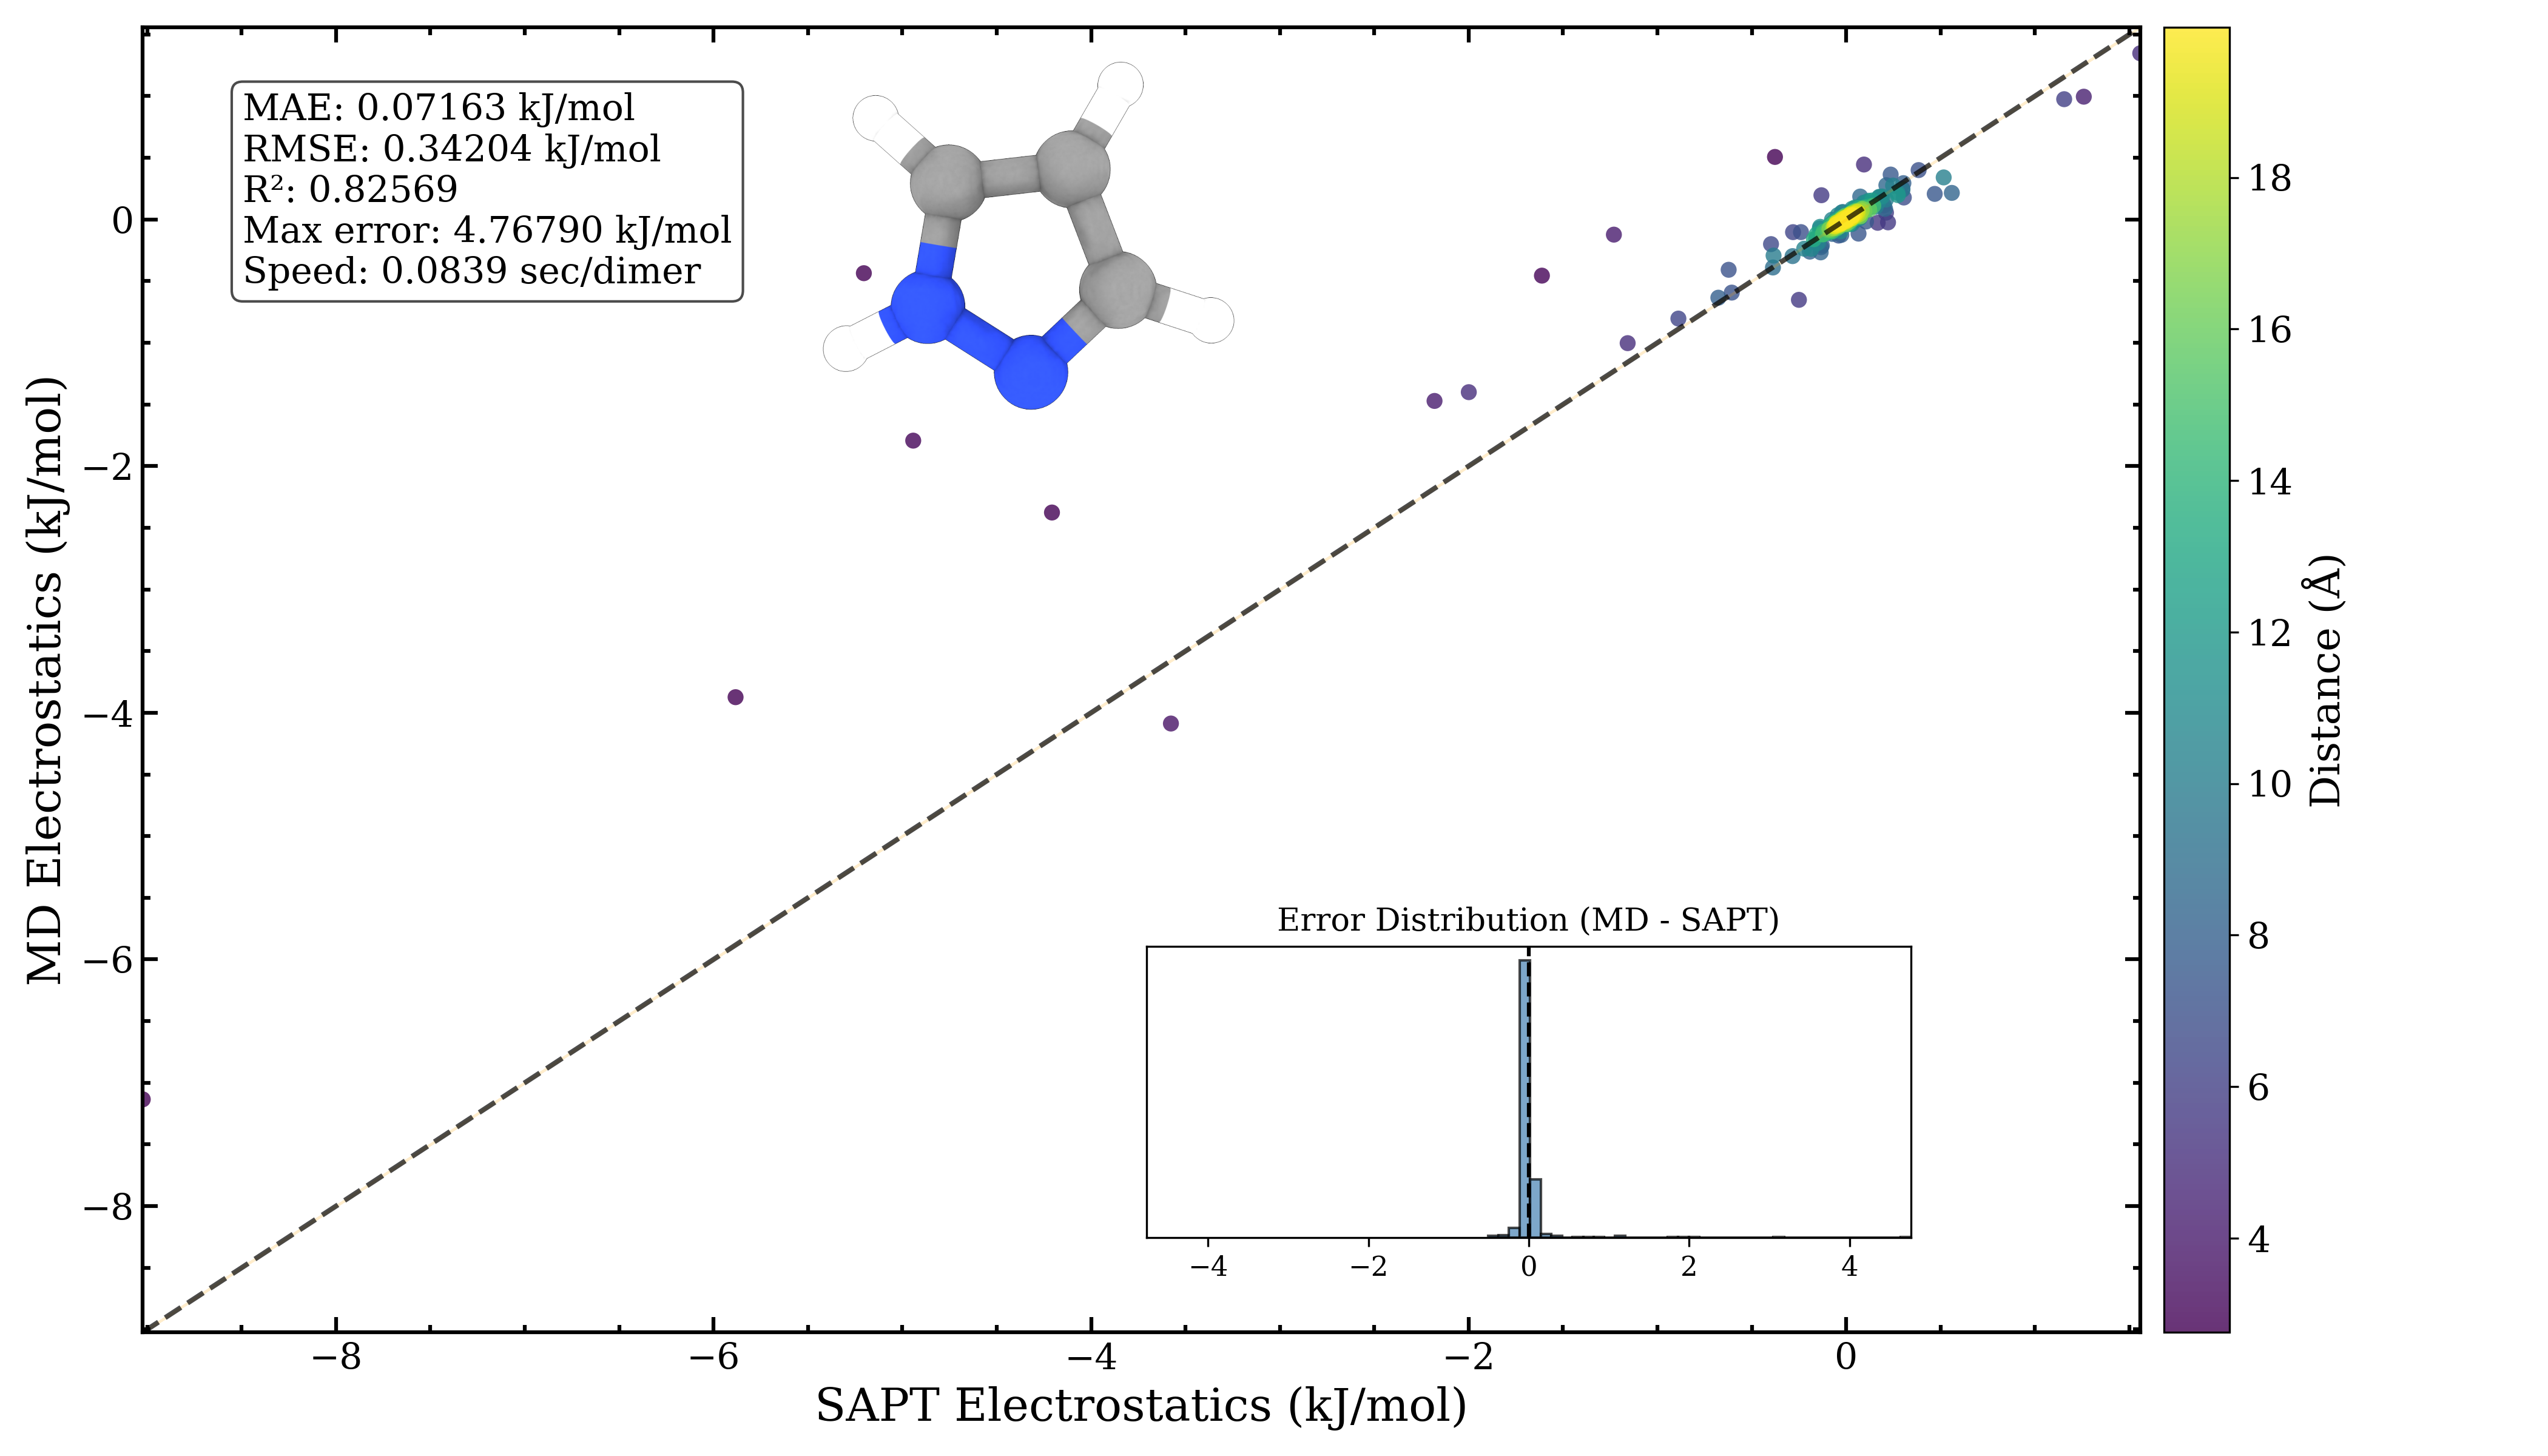 MAE: 0.07163 kJ/mol
RMSE: 0.34204 kJ/mol
R²: 0.82569
Max error: 4.76790 kJ/mol
Speed: 0.0839 sec/dimer
MD Electrostatics (kJ/mol)
0
−2
−4
−6
−8
−8
−6
−4
−2
0
SAPT Electrostatics (kJ/mol)
Error Distribution (MD - SAPT)
−4
−2
0
2
4
18
16
14
12
10
8
6
4
Distance (Å)